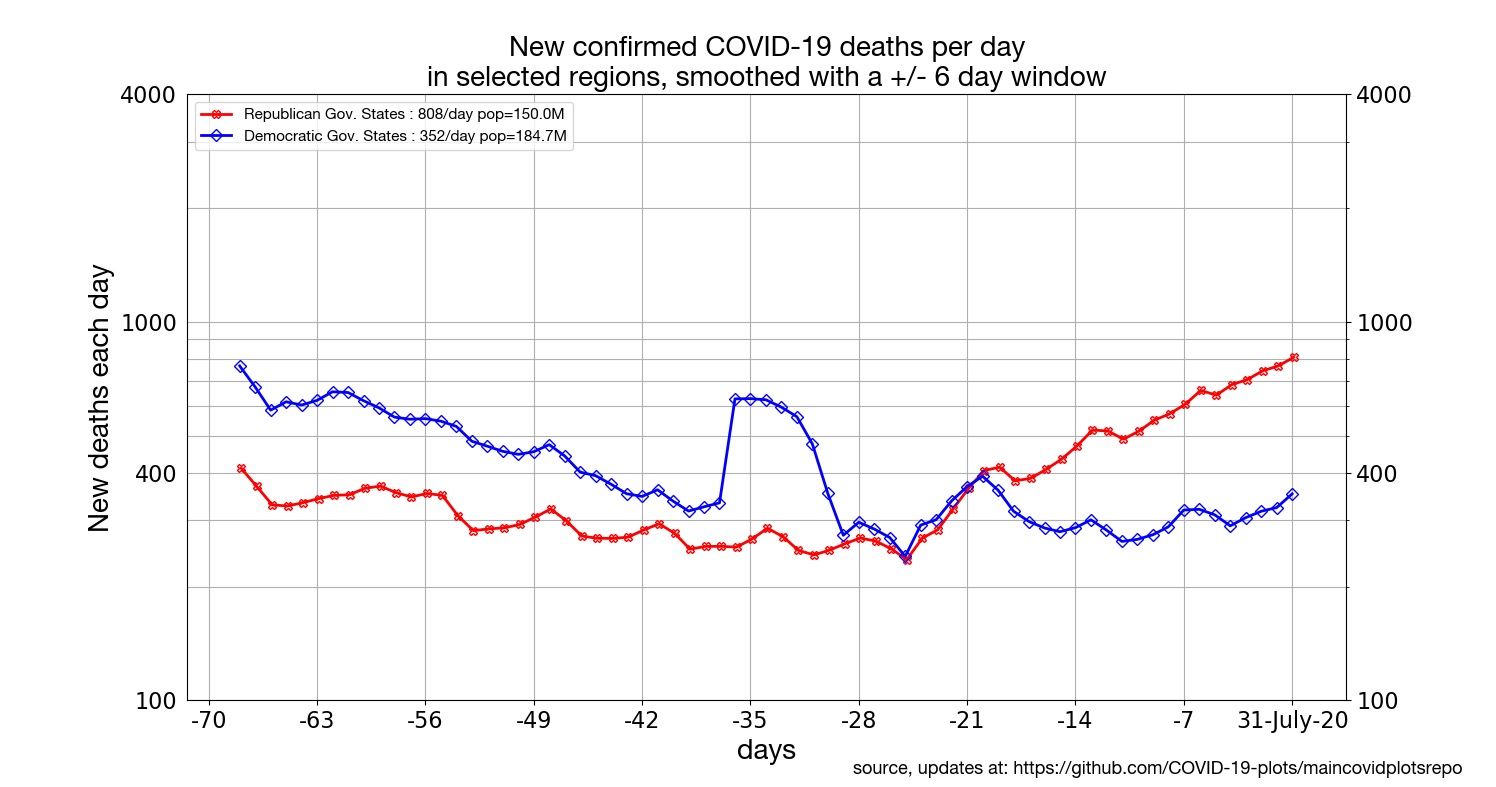 New confirmed COVID-19 deaths per day
in selected regions, smoothed with a +/- 6 day window
4000
4000
Republican Gov. States : 808/day pop=150.0M
Democratic Gov. States : 352/day pop=184.7M
New deaths each day
1000
1000
400
400
100
100
-70 -63 -56 -49 -42 -35 -28 -21 -14 -7 31-July-20
days
source, updates at: https://github.com/COVID-19-plots/maincovidplotsrepo